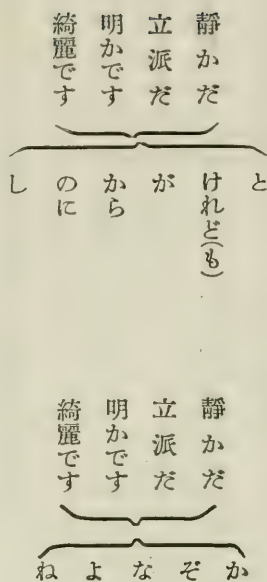 靜かだ
立派だ
明かです
綺麗です
と
けれど(も)
が
から
のに
し
靜かだ
立派だ
明かです
綺麗です
か
ぞ
な
よ
ね